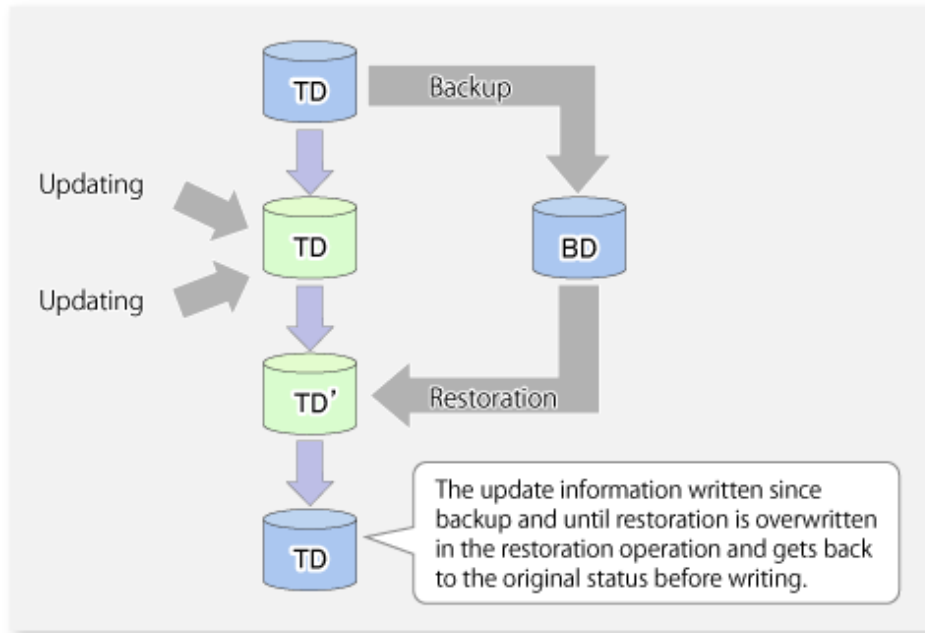 TD
Backup
Updating
TD
BD
Updating
TD'
Restoration
The update information written since
backup and until restoration is overwritten
in the restoration operation and gets back
to the original status before writing.
TD